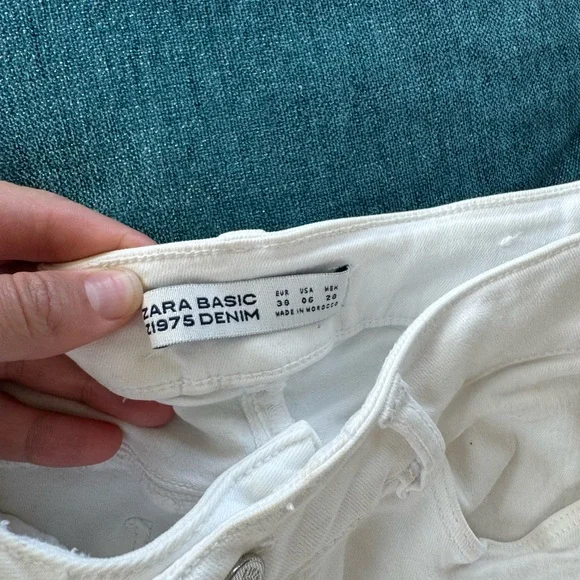 ZARA BASIC
Z1975 DENIM
EUR USA MEX
38 06 28
MADE IN MOROCCO